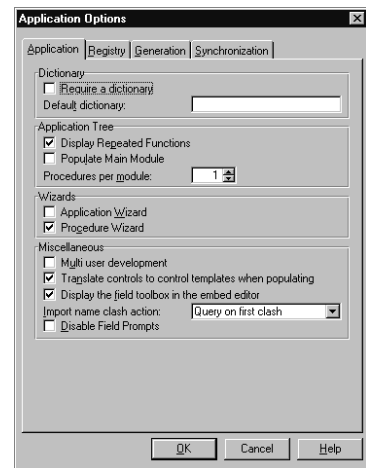 Application Options
Application Registry Generation Synchronization
Dictionary
Require a dictionary
Default dictionary:
Application Tree
Display Repeated Functions
Populate Main Module
Procedures per module: 1
Wizards
Application Wizard
Procedure Wizard
Miscellaneous
Multi user development
Translate controls to control templates when populating
Display the field toolbox in the embed editor
Import name clash action: Query on first clash
Disable Field Prompts
OK Cancel Help